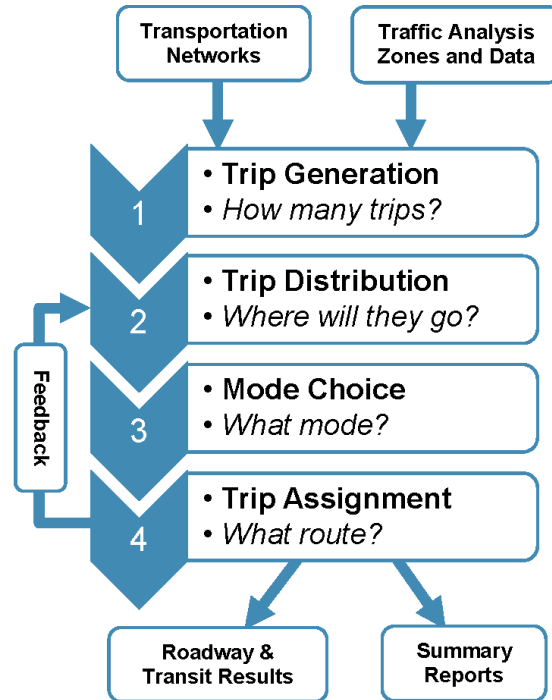 Transportation
Networks
Traffic Analysis
Zones and Data
1
• Trip Generation
• How many trips?
2
• Trip Distribution
• Where will they go?
Feedback
3
• Mode Choice
• What mode?
4
• Trip Assignment
• What route?
Roadway &
Transit Results
Summary
Reports